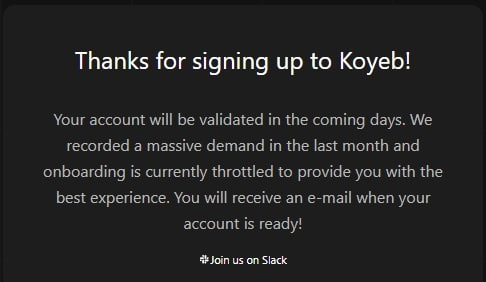 Thanks for signing up to Koyeb!
Your account will be validated in the coming days. We
recorded a massive demand in the last month and
onboarding is currently throttled to provide you with the
best experience. You will receive an e-mail when your
account is ready!
Join us on Slack